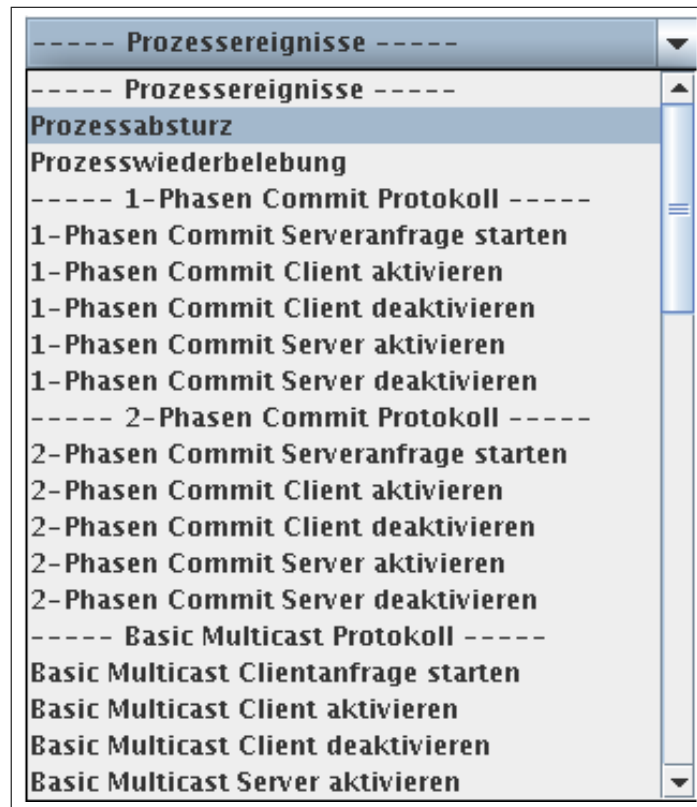 ----- Prozessereignisse -----
----- Prozessereignisse -----
Prozessabsturz
Prozesswiederbelebung
----- 1-Phasen Commit Protokoll -----
1-Phasen Commit Serveranfrage starten
1-Phasen Commit Client aktivieren
1-Phasen Commit Client deaktivieren
1-Phasen Commit Server aktivieren
1-Phasen Commit Server deaktivieren
----- 2-Phasen Commit Protokoll -----
2-Phasen Commit Serveranfrage starten
2-Phasen Commit Client aktivieren
2-Phasen Commit Client deaktivieren
2-Phasen Commit Server aktivieren
2-Phasen Commit Server deaktivieren
----- Basic Multicast Protokoll -----
Basic Multicast Clientanfrage starten
Basic Multicast Client aktivieren
Basic Multicast Client deaktivieren
Basic Multicast Server aktivieren